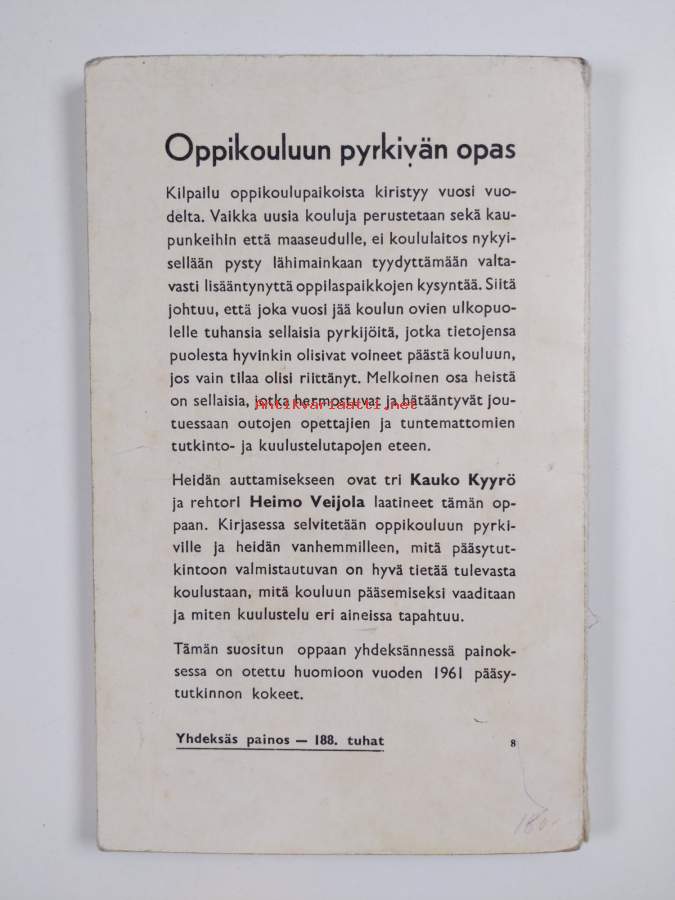 Oppikouluun pyrkivän opas
Kilpailu oppikoulupaikoista kiristyy vuosi vuo-
delta. Vaikka uusia kouluja perustetaan sekä kau-
punkeihin että maaseudulle, ei koululaitos nykyi-
sellään pysty lähimainkaan tyydyttämään valta-
vasti lisääntynyttä oppilaspaikkojen kysyntää. Siitä
johtuu, että joka vuosi jää koulun ovien ulkopuo-
lelle tuhansia sellaisia pyrkijöitä, jotka tietojensa
puolesta hyvinkin olisivat voineet päästä kouluun,
jos vain tilaa olisi riittänyt. Melkoinen osa heistä
on sellaisia, jotka hermostuvat ja hätääntyvät jou-
Antikvariaatti.net
tuessaan outojen opettajien ja tuntemattomien
tutkinto- ja kuulustelutapojen eteen.
Heidän auttamisekseen ovat tri Kauko Kyyrö
ja rehtori Heimo Veijola laatineet tämän op-
paan. Kirjasessa selvitetään oppikouluun pyrki-
ville ja heidän vanhemmilleen, mitä pääsytut-
kintoon valmistautuvan on hyvä tietää tulevasta
koulustaan, mitä kouluun pääsemiseksi vaaditaan
ja miten kuulustelu eri aineissa tapahtuu.
Tämän suositun oppaan yhdeksännessä painok-
sessa on otettu huomioon vuoden 1961 pääsy-
tutkinnon kokeet.
Yhdeksäs painos — 188. tuhat
8
180-